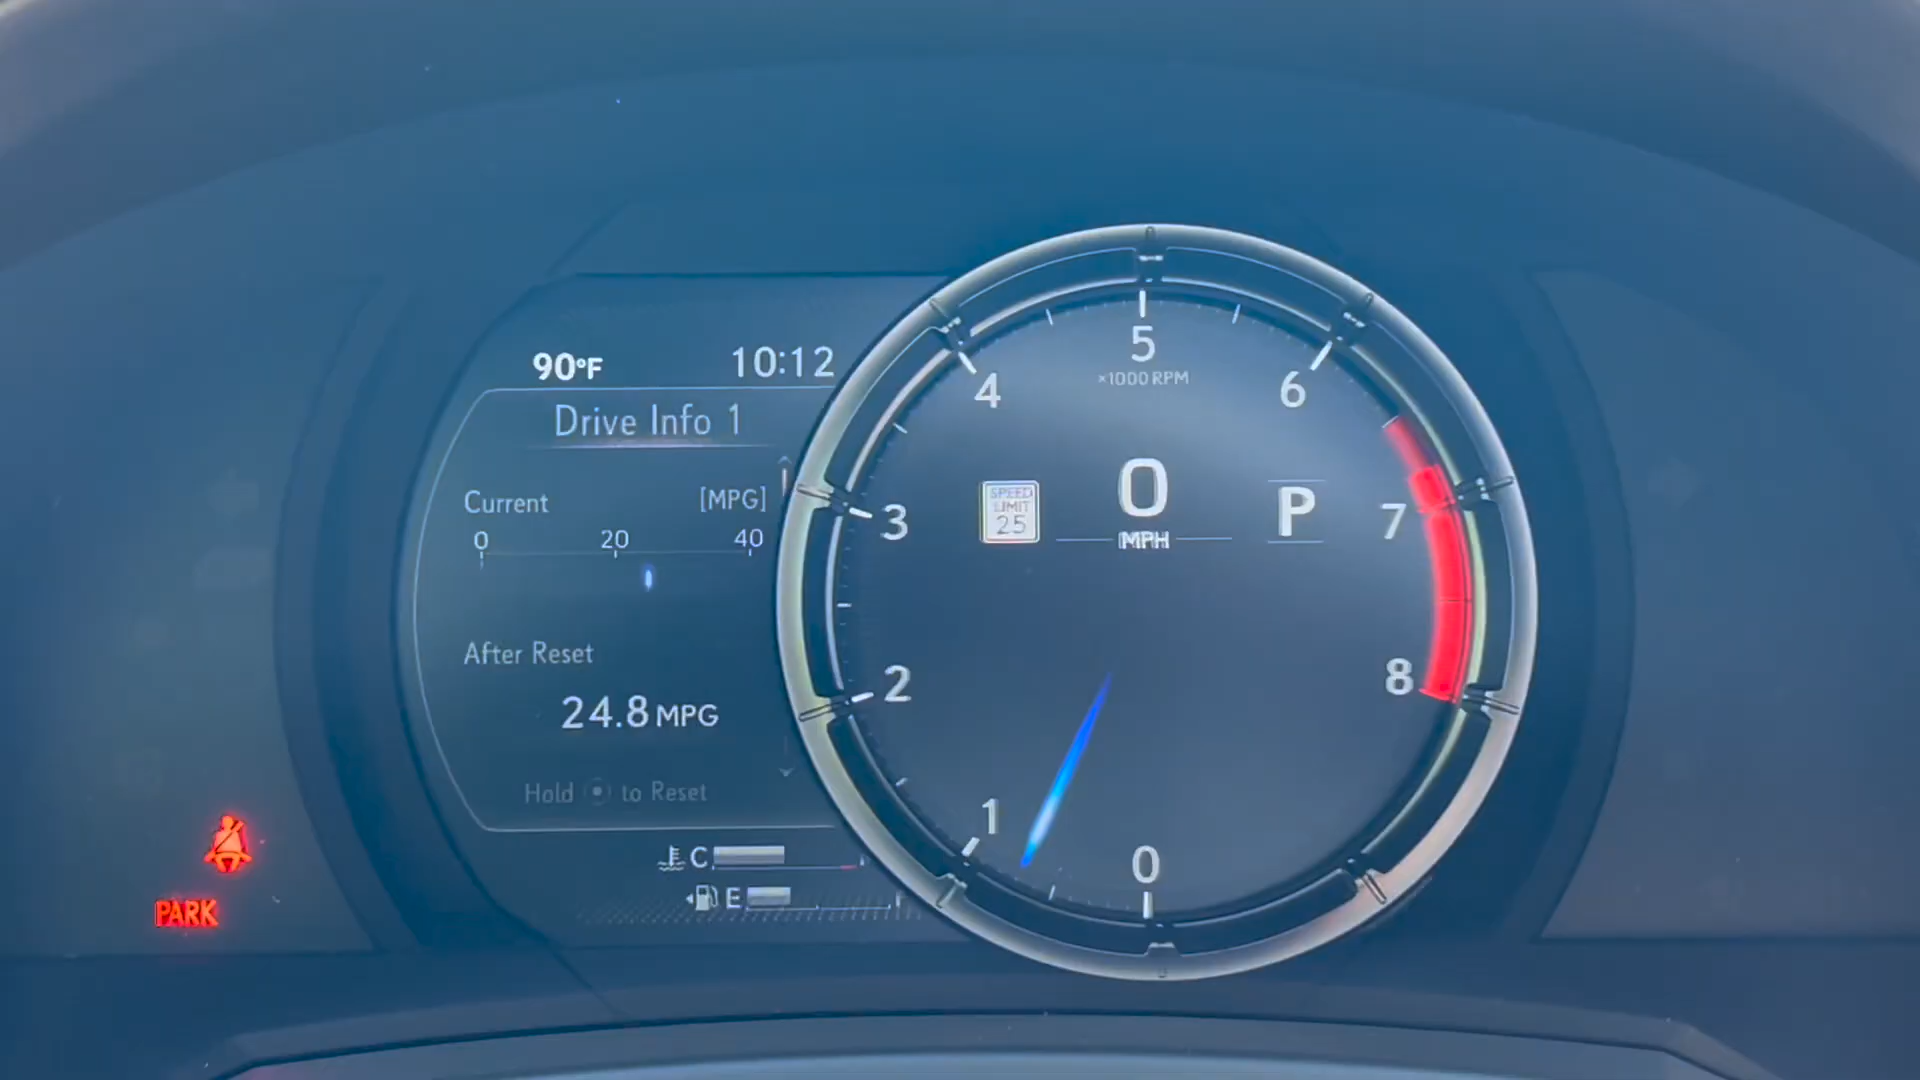 90°F 10:12
Drive Info 1
Current [MPG]
0 20 40
After Reset
24.8 MPG
Hold to Reset
C
E
PARK
5
×1000 RPM
4 6
3 7
2 8
1 0
SPEED
LIMIT
25
0
MPH
P